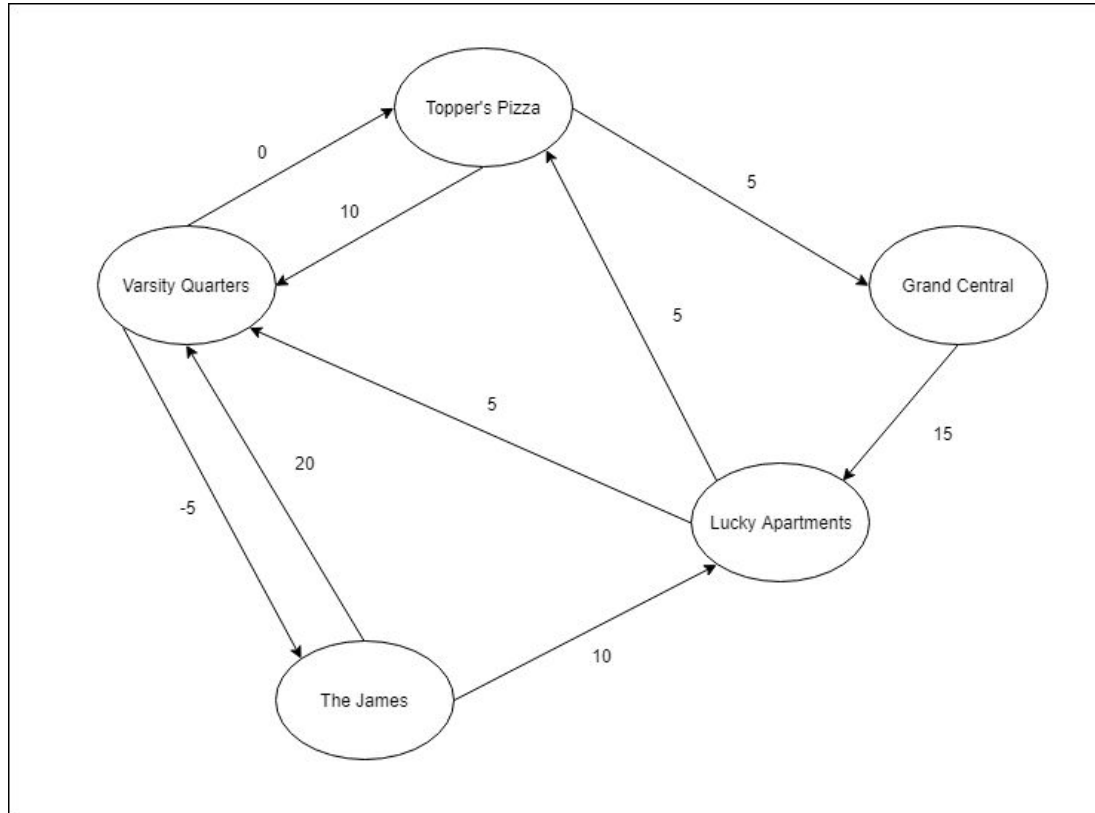 Topper's Pizza
0
5
10
Varsity Quarters
Grand Central
5
5
15
20
-5
Lucky Apartments
10
The James